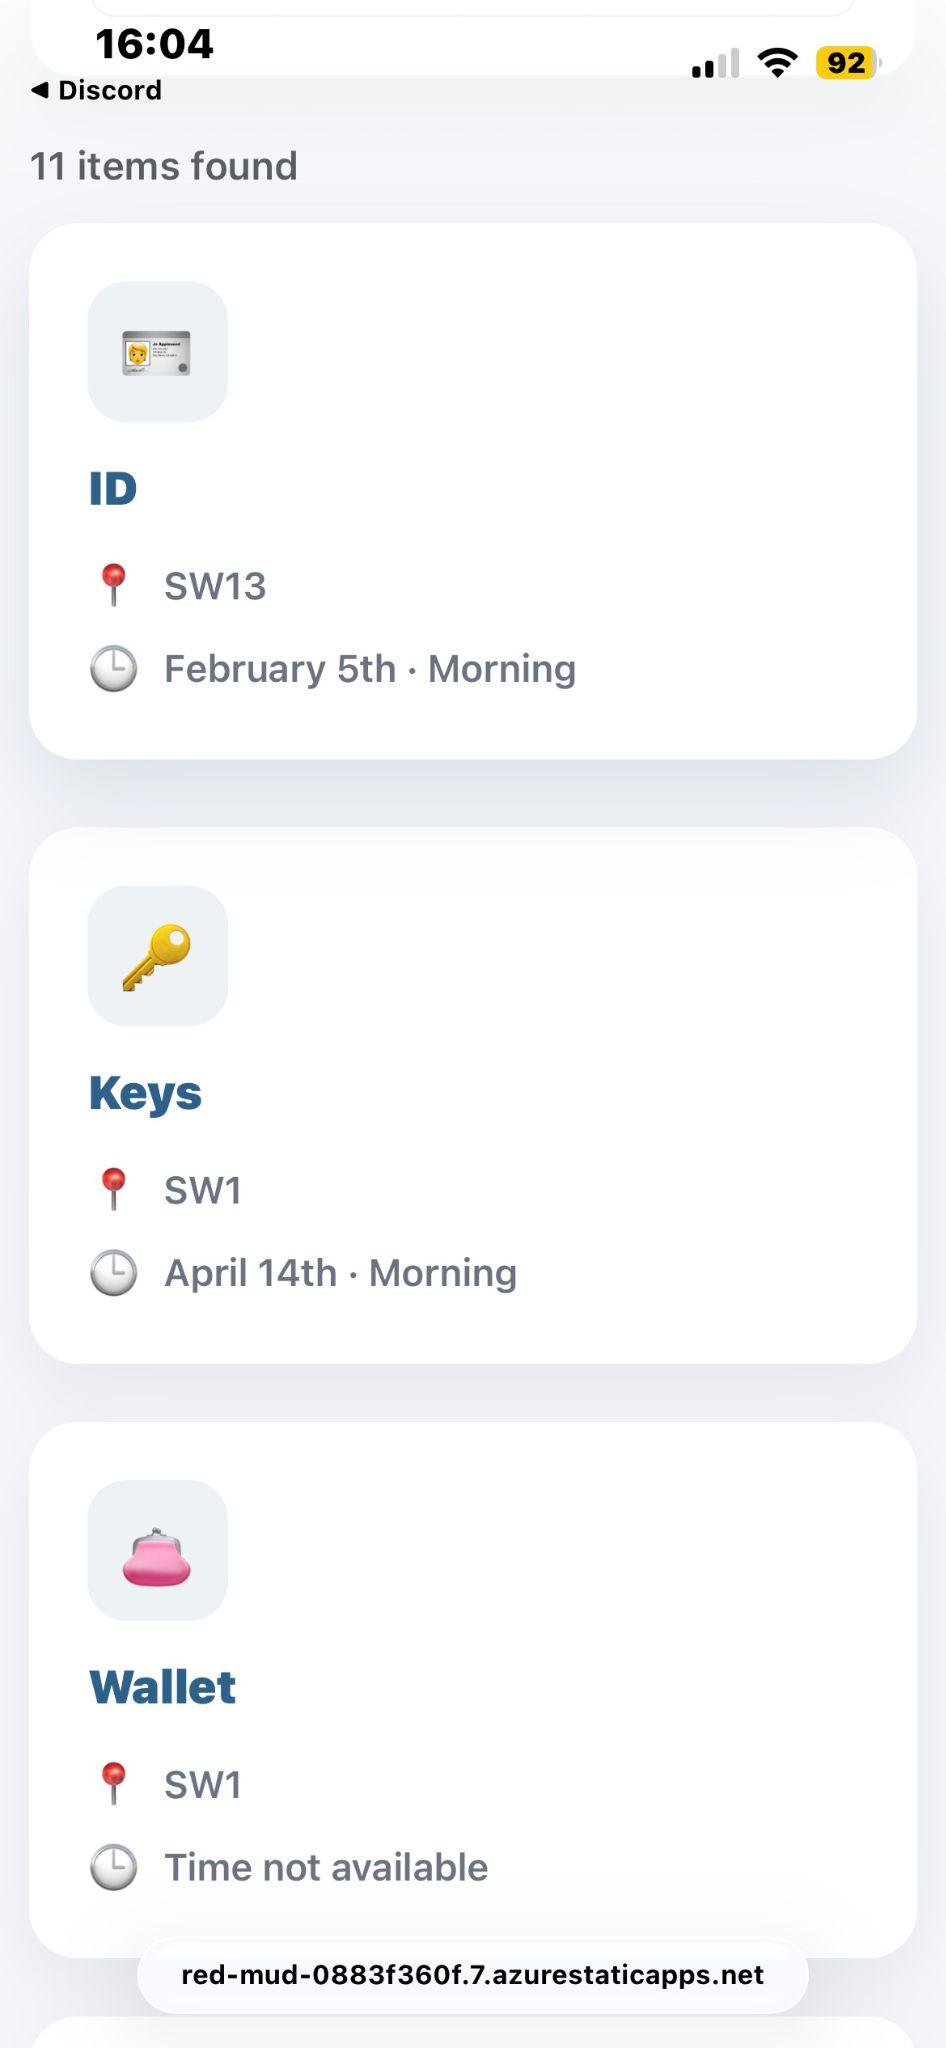 16:04
92
◀ Discord
11 items found
ID
SW13
February 5th · Morning
Keys
SW1
April 14th · Morning
Wallet
SW1
Time not available
red-mud-0883f360f.7.azurestaticapps.net